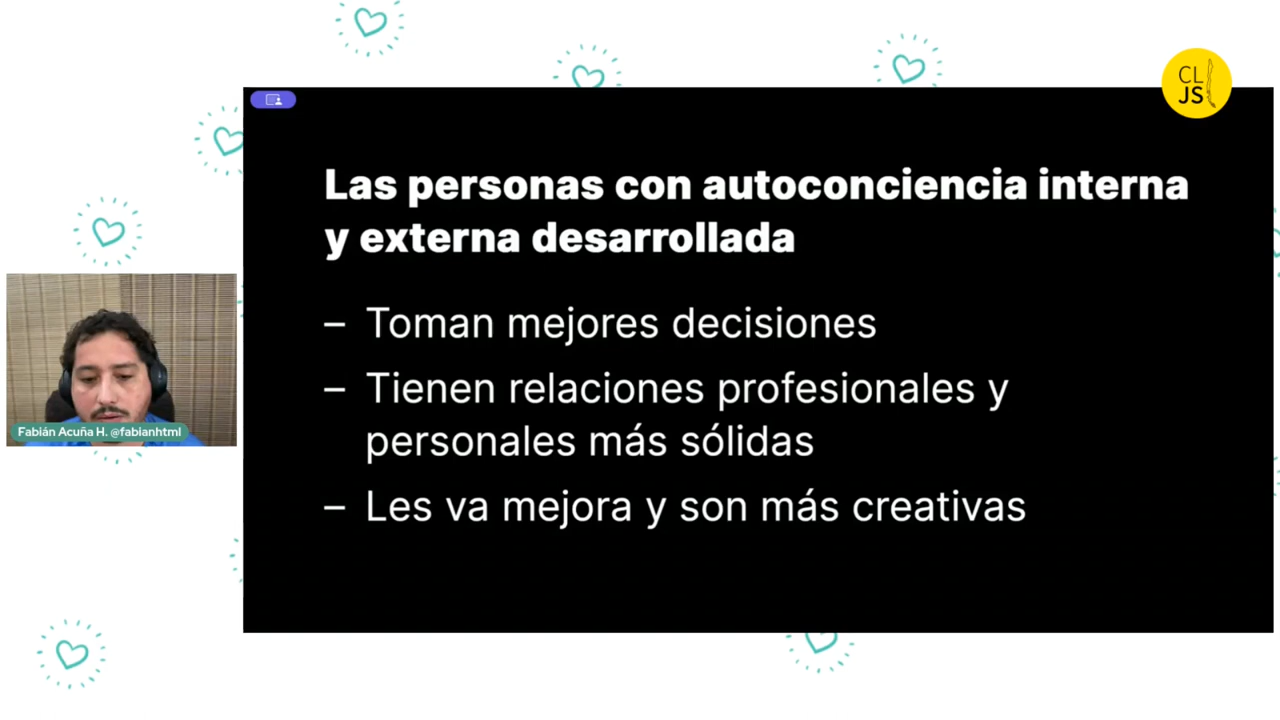 CL
JS
Las personas con autoconciencia interna
y externa desarrollada
– Toman mejores decisiones
– Tienen relaciones profesionales y
personales más sólidas
– Les va mejora y son más creativas
Fabián Acuña H. @fabianhtml